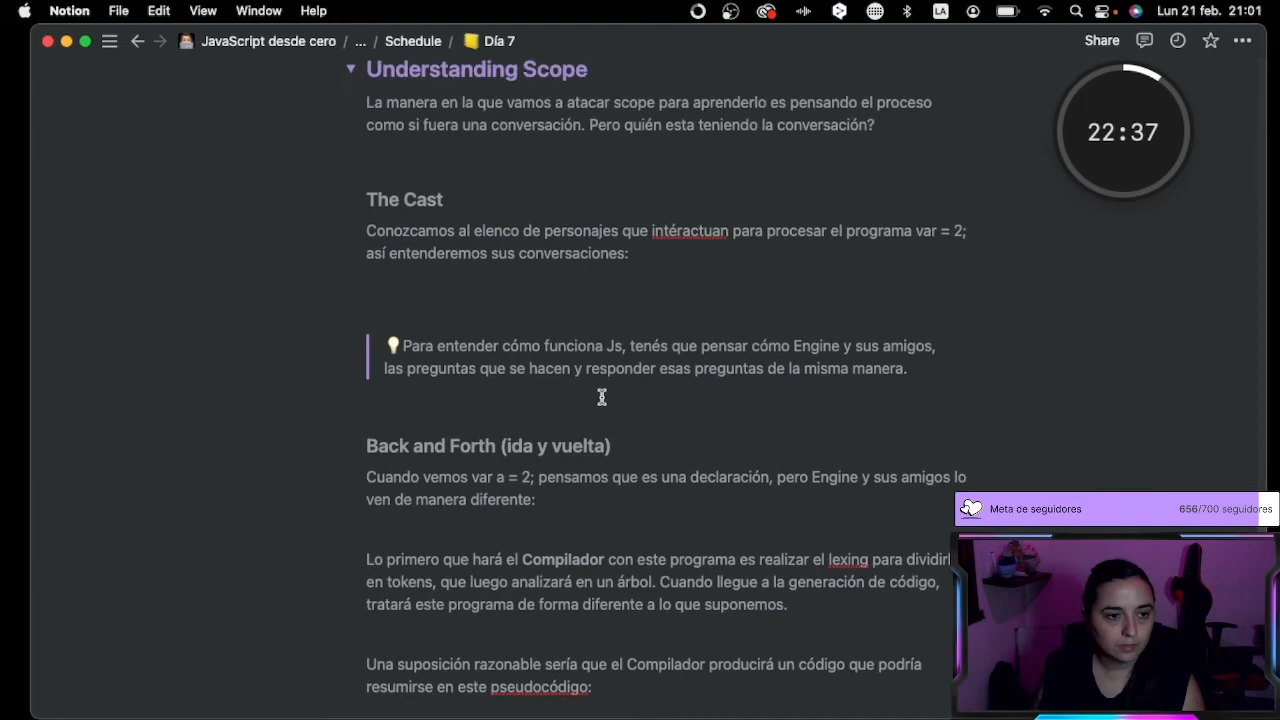 Notion File Edit View Window Help LA Lun 21 feb. 21:01
JavaScript desde cero / ... / Schedule / Día 7 Share
Understanding Scope
La manera en la que vamos a atacar scope para aprenderlo es pensando el proceso
como si fuera una conversación. Pero quién esta teniendo la conversación?
22:37
The Cast
Conozcamos al elenco de personajes que intéractuan para procesar el programa var = 2;
así entenderemos sus conversaciones:
Para entender cómo funciona Js, tenés que pensar cómo Engine y sus amigos,
las preguntas que se hacen y responder esas preguntas de la misma manera.
Back and Forth (ida y vuelta)
Cuando vemos var a = 2; pensamos que es una declaración, pero Engine y sus amigos lo
ven de manera diferente:
Meta de seguidores 656/700 seguidores
Lo primero que hará el Compilador con este programa es realizar el lexing para dividirl
en tokens, que luego analizará en un árbol. Cuando llegue a la generación de código,
tratará este programa de forma diferente a lo que suponemos.
Una suposición razonable sería que el Compilador producirá un código que podría
resumirse en este pseudocódigo: